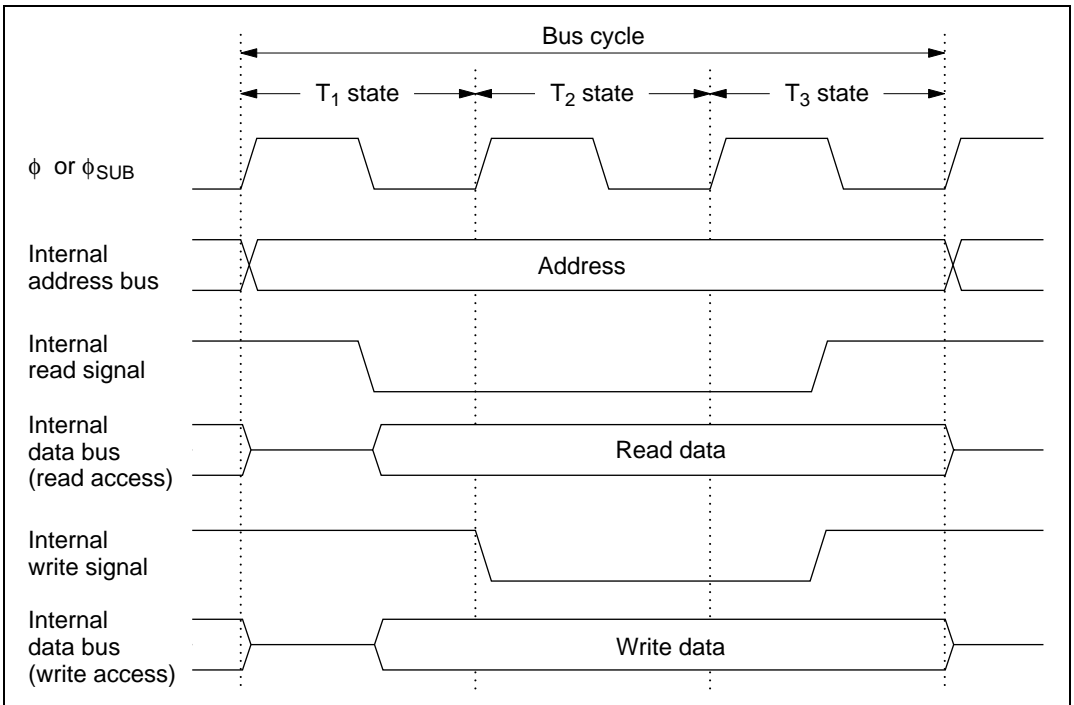 Bus cycle
T₁ state
T₂ state
T₃ state
ϕ or ϕSUB
Internal
address bus
Address
Internal
read signal
Internal
data bus
(read access)
Read data
Internal
write signal
Internal
data bus
(write access)
Write data